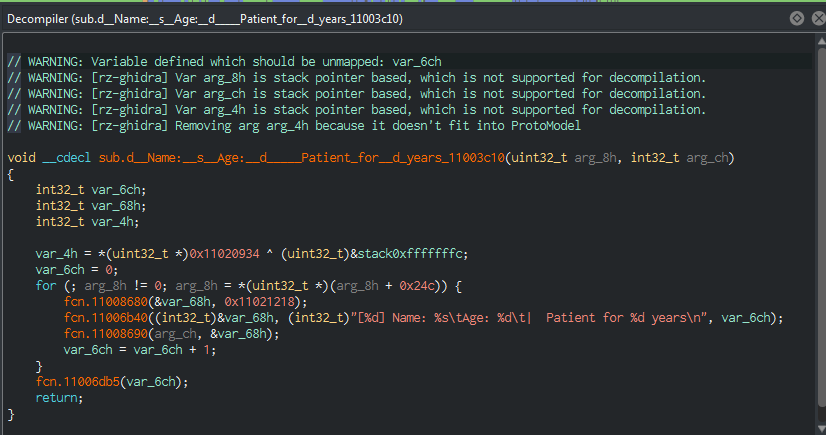 Decompiler (sub.d__Name:__s__Age:__d_____Patient_for__d_years_11003c10)
// WARNING: Variable defined which should be unmapped: var_6ch
// WARNING: [rz-ghidra] Var arg_8h is stack pointer based, which is not supported for decompilation.
// WARNING: [rz-ghidra] Var arg_ch is stack pointer based, which is not supported for decompilation.
// WARNING: [rz-ghidra] Var arg_4h is stack pointer based, which is not supported for decompilation.
// WARNING: [rz-ghidra] Removing arg arg_4h because it doesn't fit into ProtoModel
void __cdecl sub.d__Name:__s__Age:__d_____Patient_for__d_years_11003c10(uint32_t arg_8h, int32_t arg_ch)
{
    int32_t var_6ch;
    int32_t var_68h;
    int32_t var_4h;
    var_4h = *(uint32_t *)0x11020934 ^ (uint32_t)&stack0xfffffffc;
    var_6ch = 0;
    for (; arg_8h != 0; arg_8h = *(uint32_t *)(arg_8h + 0x24c)) {
        fcn.11008680(&var_68h, 0x11021218);
        fcn.11006b40((int32_t)&var_68h, (int32_t)"[%d] Name: %s\tAge: %d\t|  Patient for %d years\n", var_6ch);
        fcn.11008690(arg_ch, &var_68h);
        var_6ch = var_6ch + 1;
    }
    fcn.11006db5(var_6ch);
    return;
}